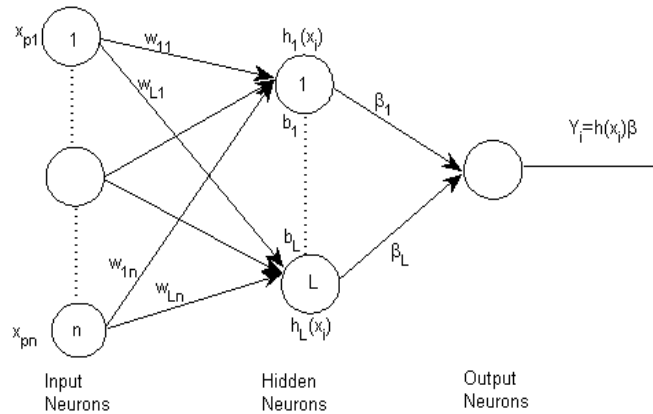 x_p1
1
w_11
h_1(x_i)
w_L1
1
β_1
b_1
Y_i=h(x_i)β
b_L
w_1n
β_L
w_Ln
L
x_pn
n
h_L(x_i)
Input
Neurons
Hidden
Neurons
Output
Neurons